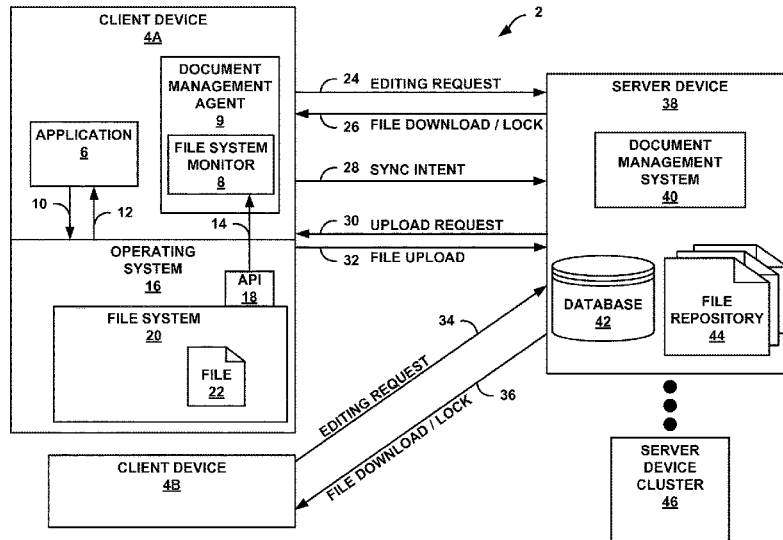 2
CLIENT DEVICE
4A
DOCUMENT
MANAGEMENT
AGENT
9
FILE SYSTEM
MONITOR
8
APPLICATION
6
10
12
14
OPERATING
SYSTEM
16
API
18
FILE SYSTEM
20
FILE
22
24 EDITING REQUEST
26 FILE DOWNLOAD / LOCK
28 SYNC INTENT
30 UPLOAD REQUEST
32 FILE UPLOAD
34
EDITING REQUEST
36
FILE DOWNLOAD / LOCK
CLIENT DEVICE
4B
SERVER DEVICE
38
DOCUMENT
MANAGEMENT
SYSTEM
40
DATABASE
42
FILE
REPOSITORY
44
SERVER
DEVICE
CLUSTER
46